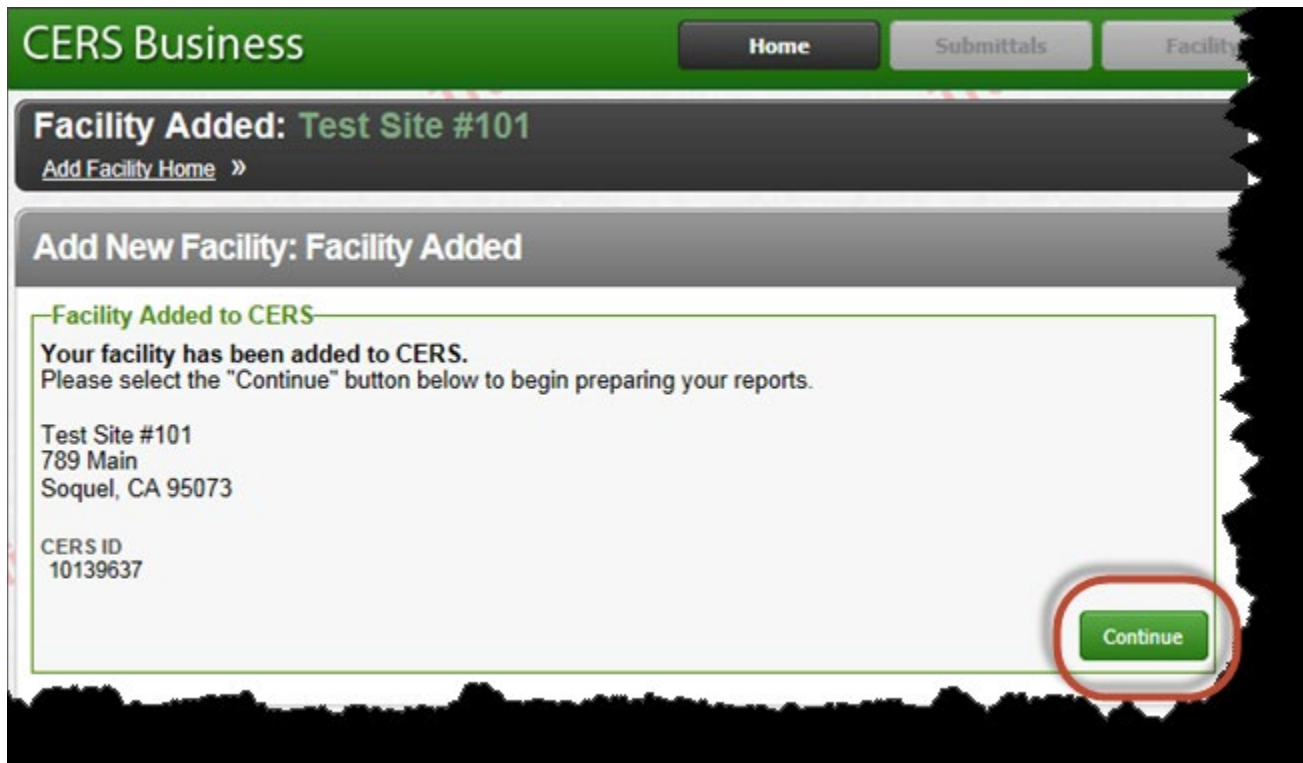 CERS Business
Home
Submittals
Facility
Facility Added: Test Site #101
Add Facility Home »
Add New Facility: Facility Added
Facility Added to CERS
Your facility has been added to CERS.
Please select the "Continue" button below to begin preparing your reports.
Test Site #101
789 Main
Soquel, CA 95073
CERS ID
10139637
Continue